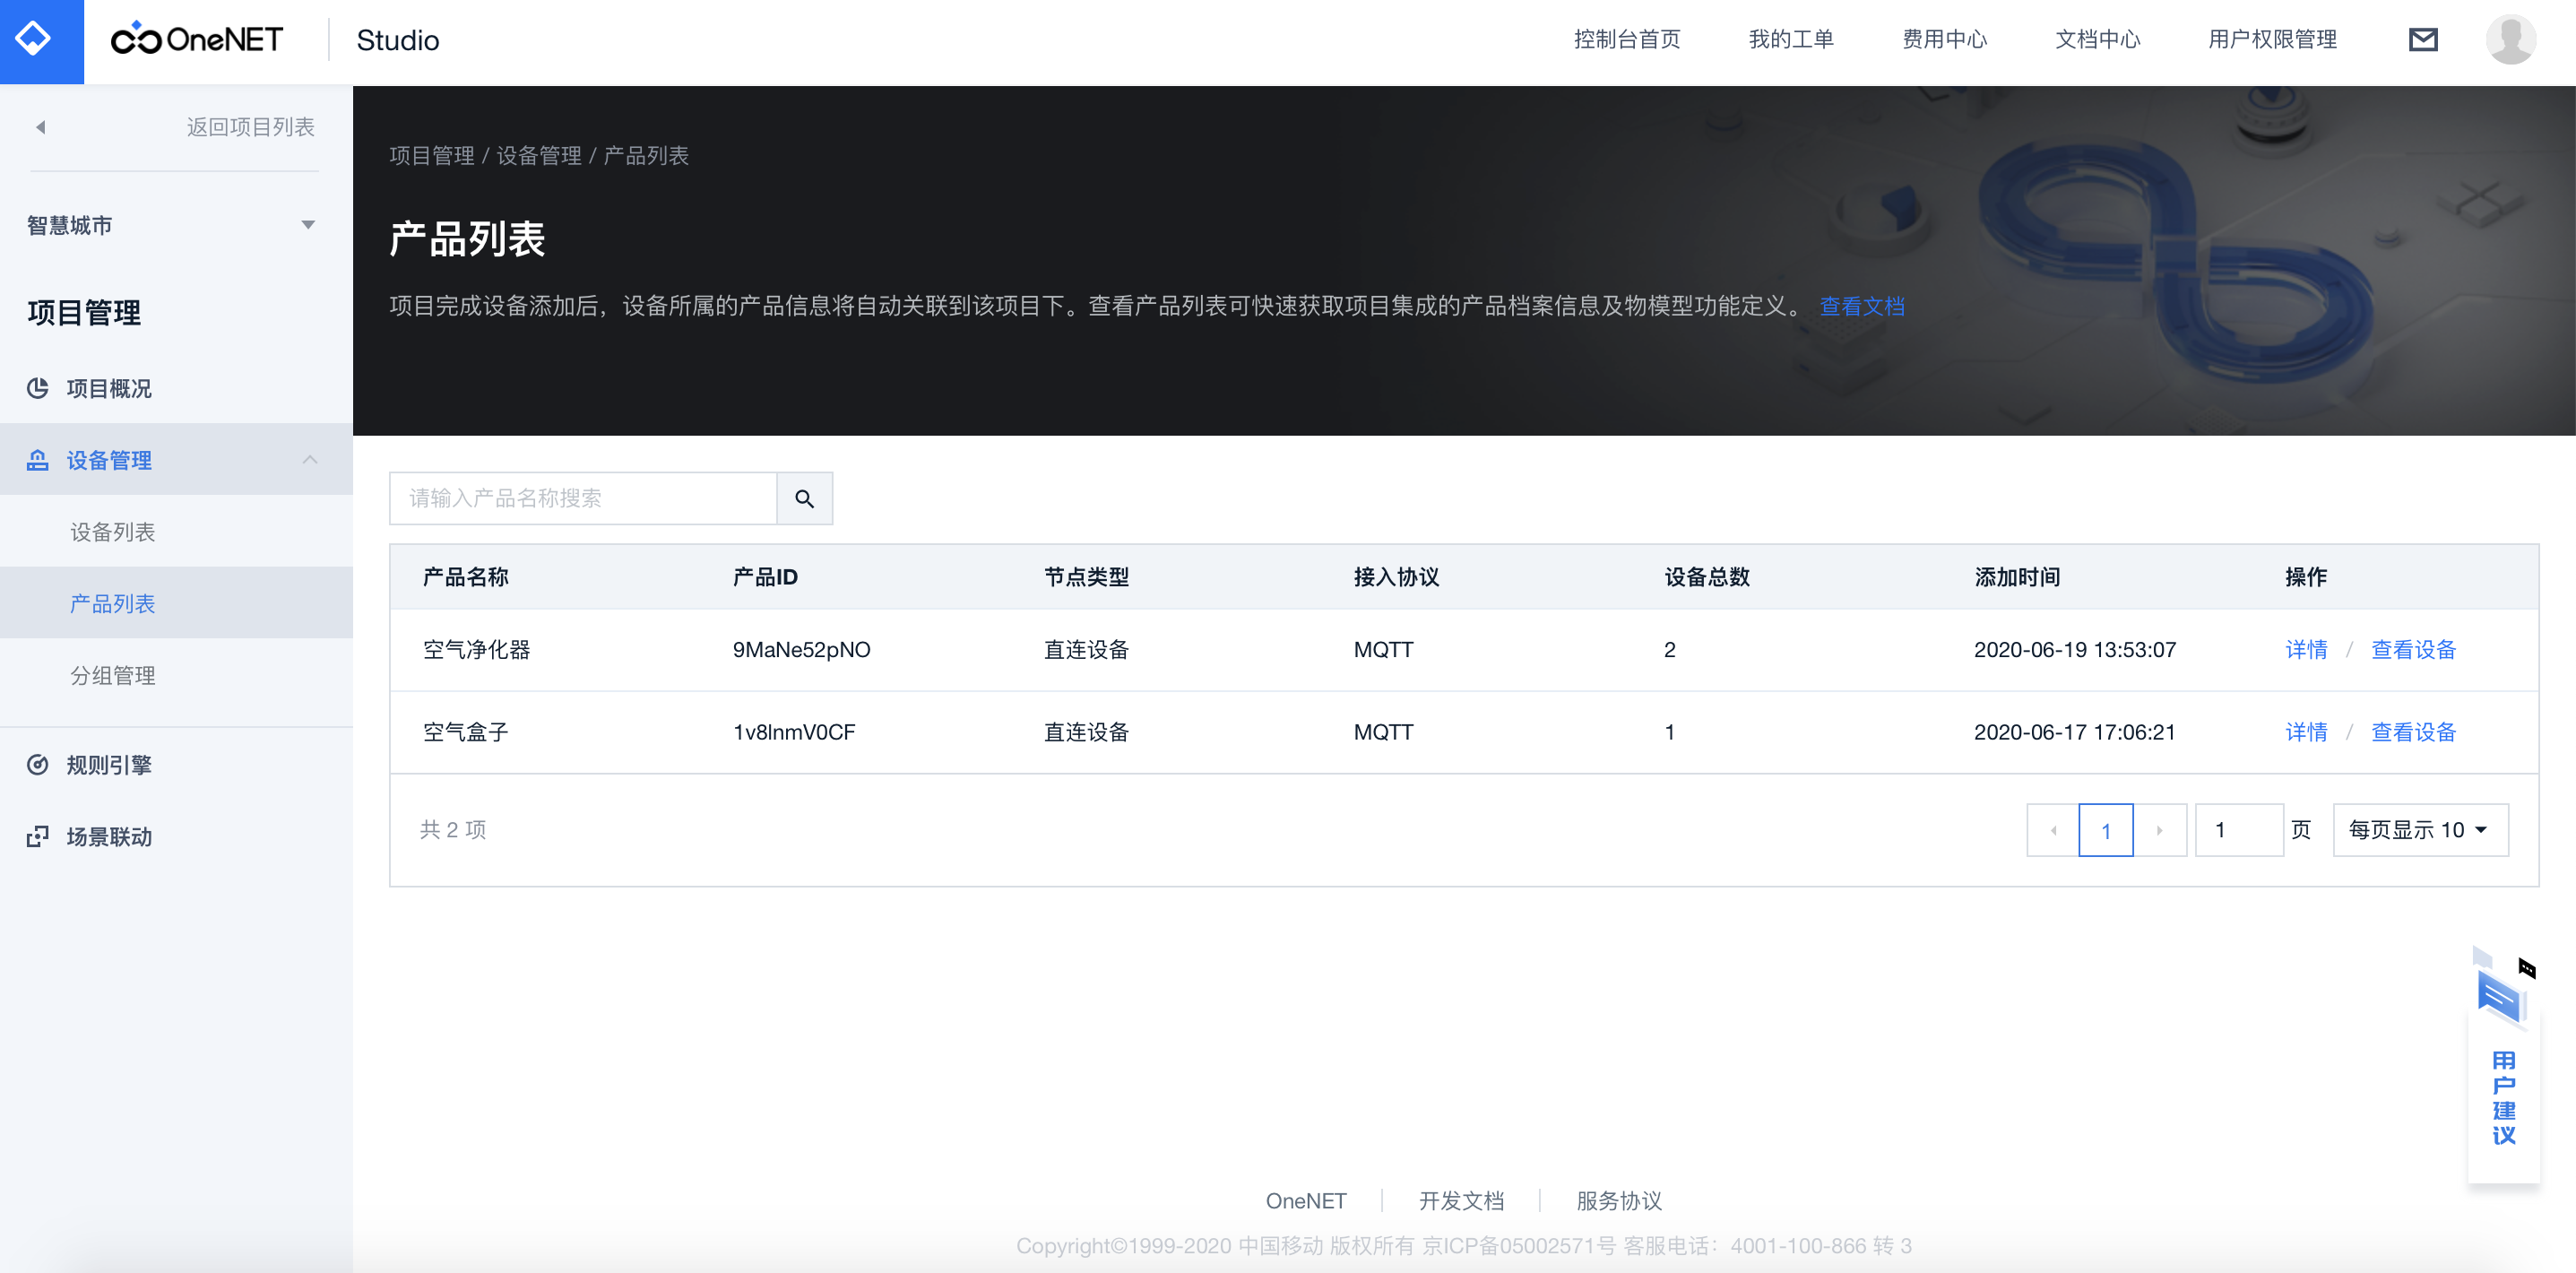 OneNET Studio 控制台首页 我的工单 费用中心 文档中心 用户权限管理
返回项目列表
智慧城市
项目管理
项目概况
设备管理
设备列表
产品列表
分组管理
规则引擎
场景联动
项目管理 / 设备管理 / 产品列表
产品列表
项目完成设备添加后，设备所属的产品信息将自动关联到该项目下。查看产品列表可快速获取项目集成的产品档案信息及物模型功能定义。 查看文档
请输入产品名称搜索
产品名称 产品ID 节点类型 接入协议 设备总数 添加时间 操作
空气净化器 9MaNe52pNO 直连设备 MQTT 2 2020-06-19 13:53:07 详情 / 查看设备
空气盒子 1v8lnmV0CF 直连设备 MQTT 1 2020-06-17 17:06:21 详情 / 查看设备
共 2 项 1 1 页 每页显示 10
用户建议
OneNET 开发文档 服务协议
Copyright©1999-2020 中国移动 版权所有 京ICP备05002571号 客服电话：4001-100-866 转 3